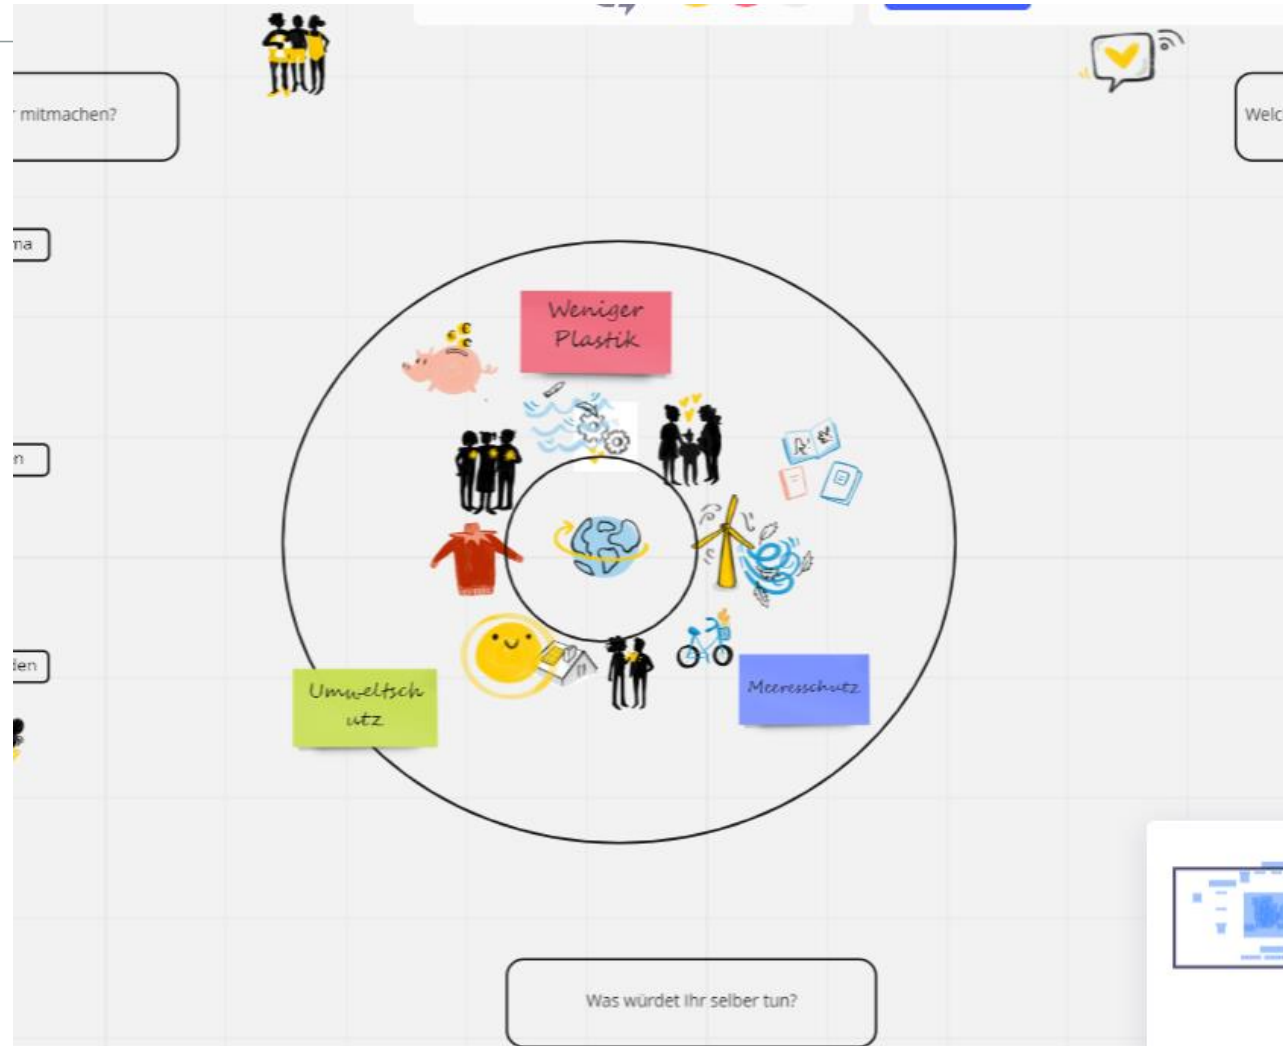 mitmachen?
Welc
ma
Weniger
Plastik
n
den
Umweltsch
utz
Meeresschutz
Was würdet Ihr selber tun?